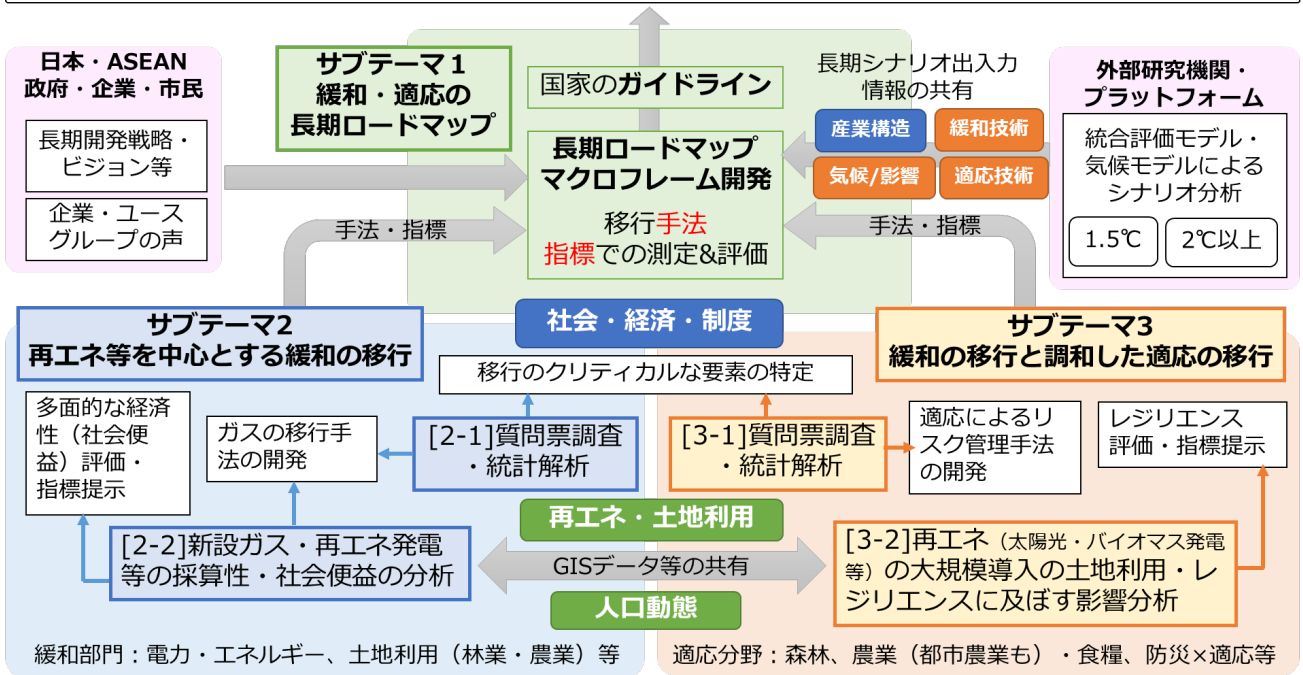 日本・ASEAN
政府・企業・市民
長期開発戦略・
ビジョン等
企業・ユース
グループの声
サブテーマ１
緩和・適応の
長期ロードマップ
国家のガイドライン
長期ロードマップ
マクロフレーム開発
移行手法
指標での測定&評価
長期シナリオ出入力
情報の共有
産業構造
緩和技術
気候/影響
適応技術
外部研究機関・
プラットフォーム
統合評価モデル・
気候モデルによる
シナリオ分析
1.5℃
2℃以上
手法・指標
手法・指標
サブテーマ2
再エネ等を中心とする緩和の移行
社会・経済・制度
サブテーマ3
緩和の移行と調和した適応の移行
移行のクリティカルな要素の特定
多面的な経済
性（社会便
益）評価・
指標提示
ガスの移行手
法の開発
[2-1]質問票調査
・統計解析
[3-1]質問票調査
・統計解析
適応によるリ
スク管理手法
の開発
レジリエンス
評価・指標提示
再エネ・土地利用
[2-2]新設ガス・再エネ発電
等の採算性・社会便益の分析
GISデータ等の共有
[3-2]再エネ（太陽光・バイオマス発電
等）の大規模導入の土地利用・レ
ジリエンスに及ぼす影響分析
人口動態
緩和部門：電力・エネルギー、土地利用（林業・農業）等
適応分野：森林、農業（都市農業も）・食糧、防災×適応等